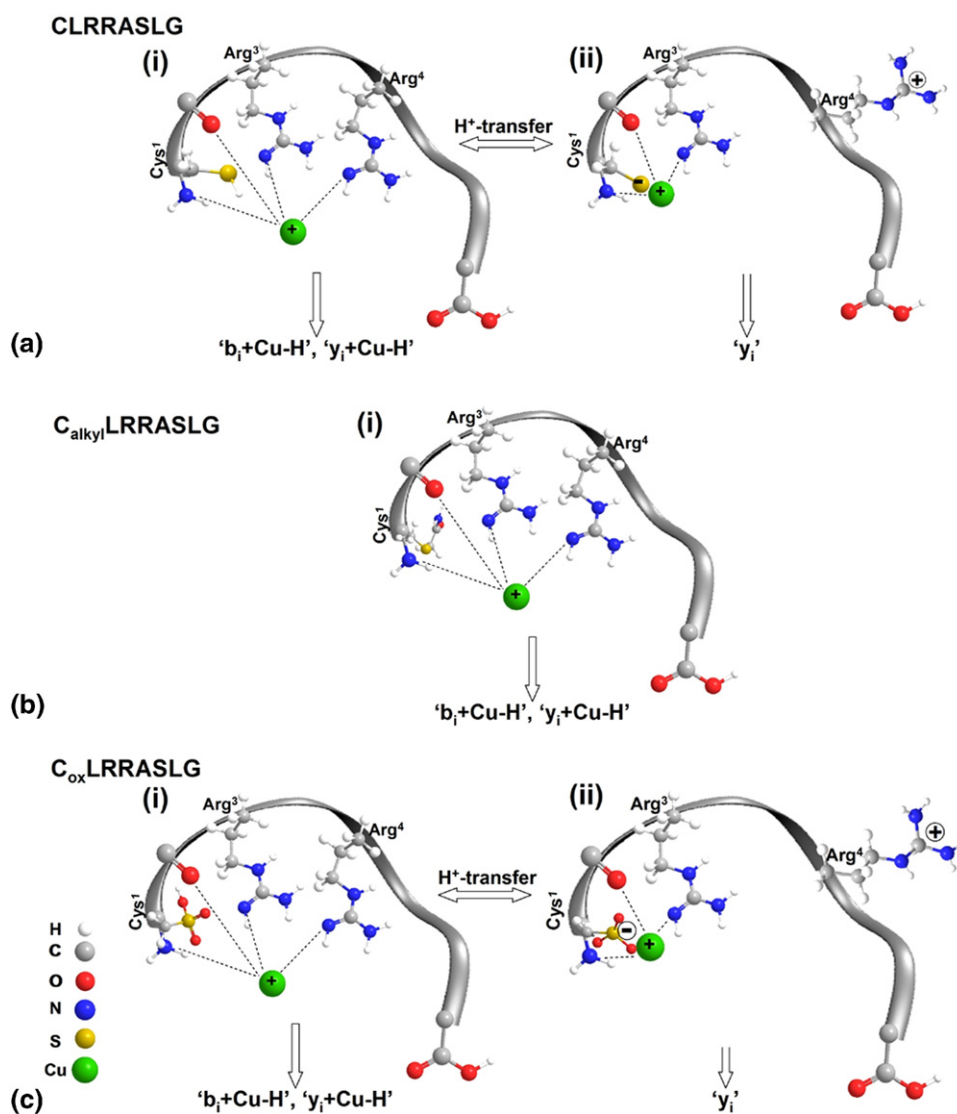 CLRRASLG
(i)
(ii)
Arg³
Arg⁴
Cys¹
+
H⁺-transfer
Arg³
Arg⁴
+
Cys¹
-
+
(a)
‘bᵢ+Cu-H’, ‘yᵢ+Cu-H’
‘yᵢ’
CalkylLRRASLG
(i)
Arg³
Arg⁴
Cys¹
+
(b)
‘bᵢ+Cu-H’, ‘yᵢ+Cu-H’
CoxLRRASLG
(i)
(ii)
Arg³
Arg⁴
Cys¹
+
H⁺-transfer
Arg³
Arg⁴
+
Cys¹
-
+
H
C
O
N
S
Cu
(c)
‘bᵢ+Cu-H’, ‘yᵢ+Cu-H’
‘yᵢ’